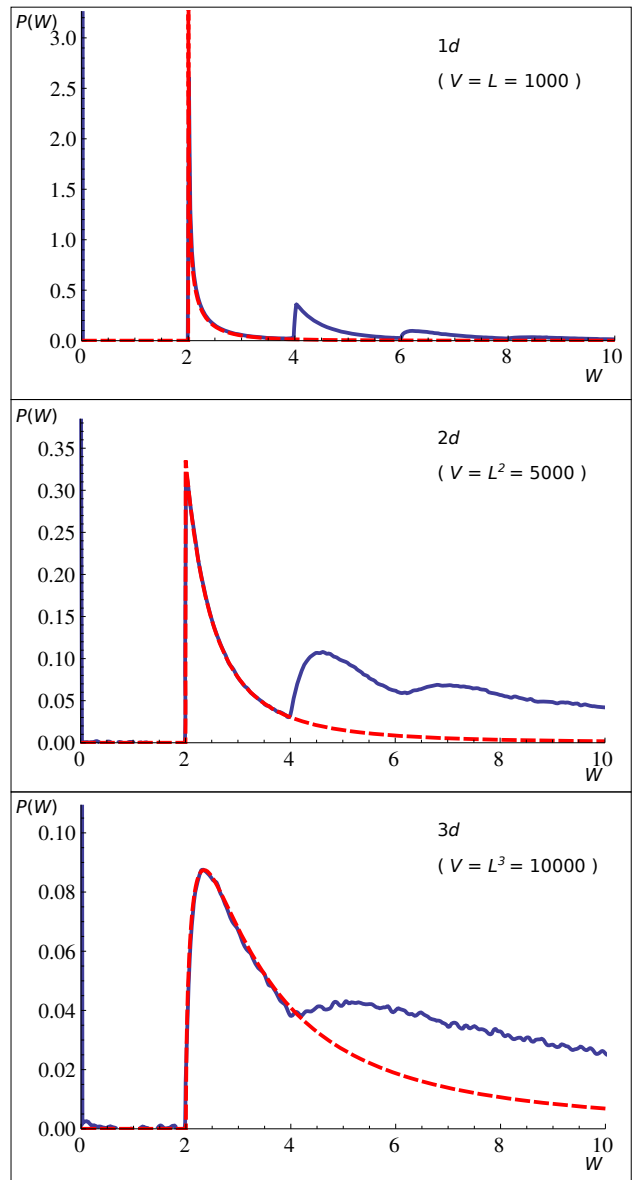 P(W)
1d
( V = L = 1000 )
3.0
2.5
2.0
1.5
1.0
0.5
0.0
0 2 4 6 8 10
W
P(W)
2d
( V = L² = 5000 )
0.35
0.30
0.25
0.20
0.15
0.10
0.05
0.00
0 2 4 6 8 10
W
P(W)
3d
( V = L³ = 10000 )
0.10
0.08
0.06
0.04
0.02
0.00
0 2 4 6 8 10
W